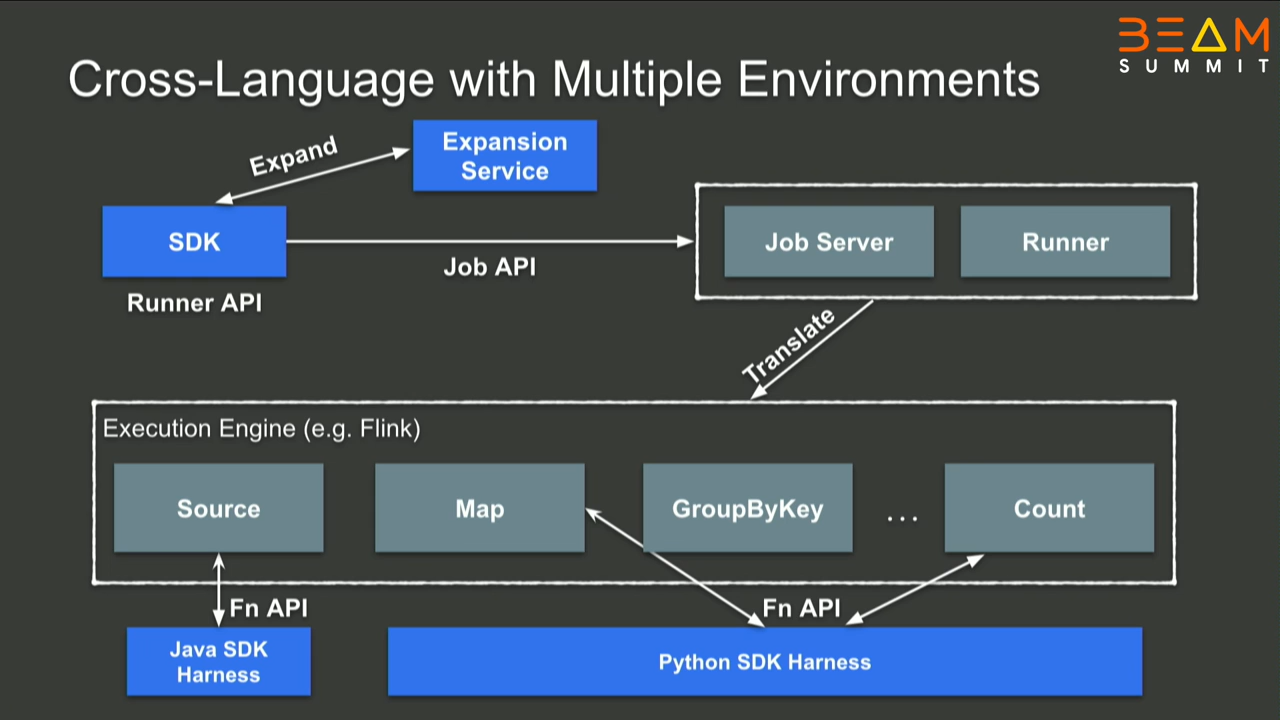 BEAM
SUMMIT
Cross-Language with Multiple Environments
Expand
Expansion
Service
SDK
Job API
Runner API
Job Server
Runner
Translate
Execution Engine (e.g. Flink)
Source
Map
GroupByKey
...
Count
Fn API
Fn API
Java SDK
Harness
Python SDK Harness